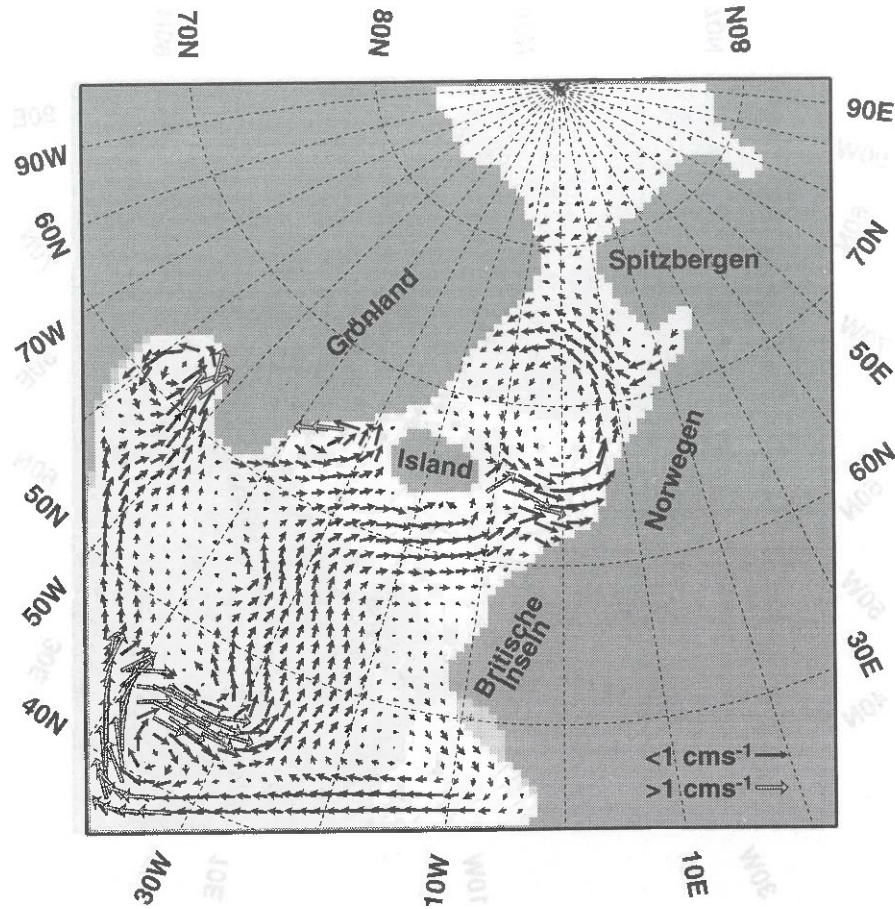 70N
80N
80N
90E
90W
60N
70N
Spitzbergen
Grönland
70W
50E
Island
Norwegen
60N
50N
50W
Britische
Inseln
30E
40N
<1 cms⁻¹
>1 cms⁻¹
30W
10W
10E